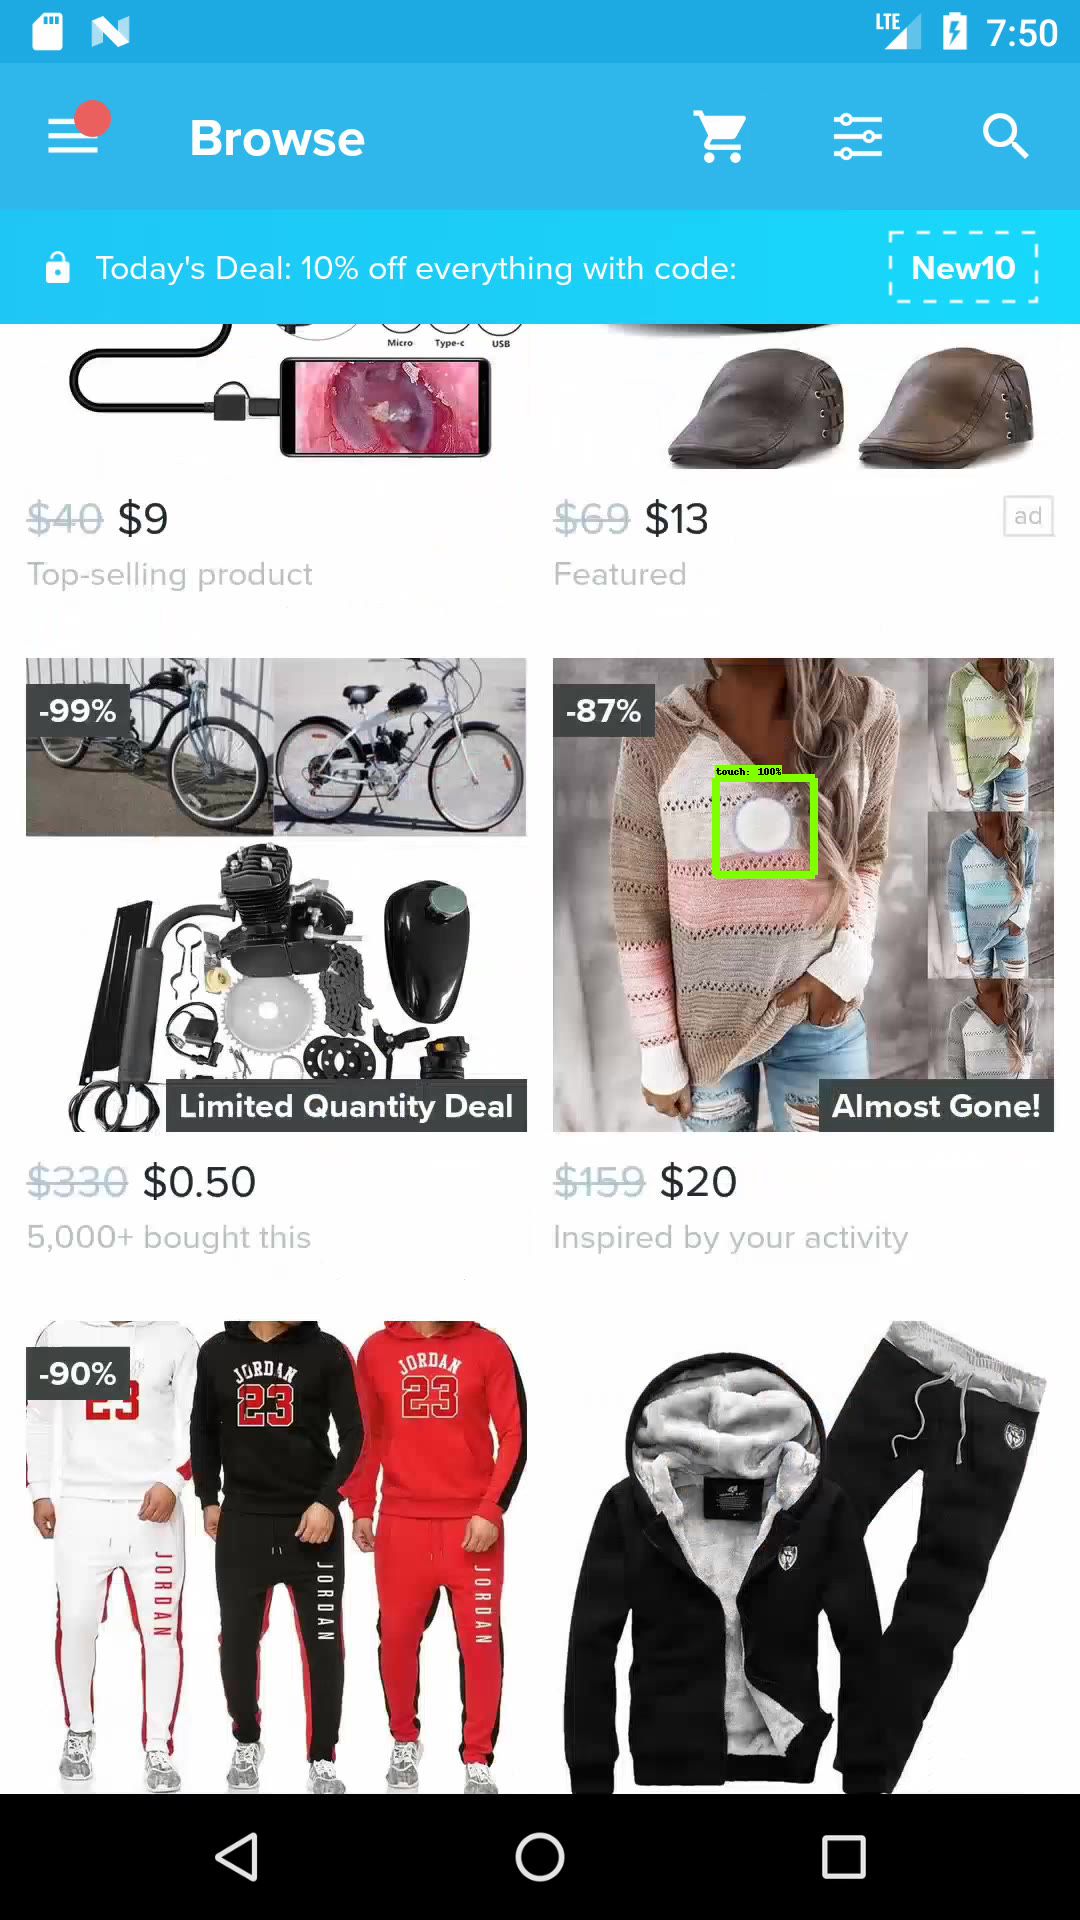 LTE 7:50
Browse
Today's Deal: 10% off everything with code: New10
Micro Type-c USB
$40 $9
Top-selling product
$69 $13 ad
Featured
-99%
-87%
touch: 100%
Limited Quantity Deal
Almost Gone!
$330 $0.50
5,000+ bought this
$159 $20
Inspired by your activity
-90%
23
JORDAN
23
JORDAN
23
JORDAN
JORDAN
JORDAN